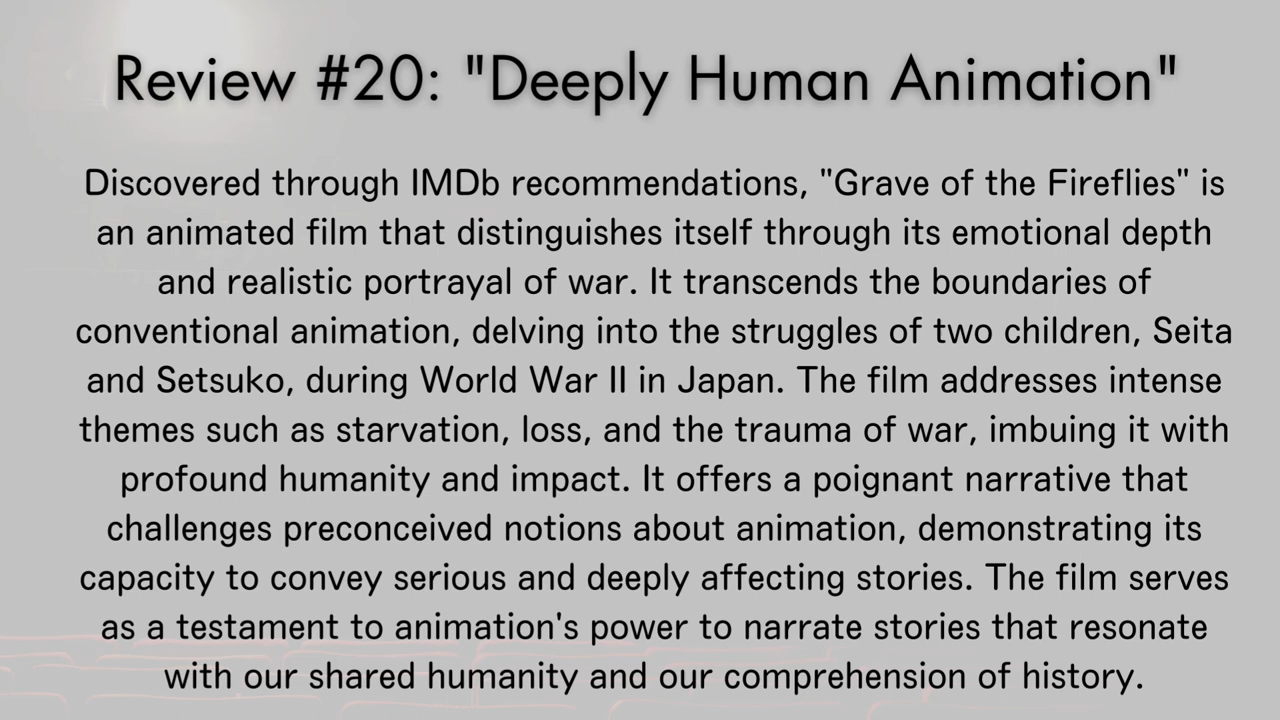 Review #20: "Deeply Human Animation"
Discovered through IMDb recommendations, "Grave of the Fireflies" is
an animated film that distinguishes itself through its emotional depth
and realistic portrayal of war. It transcends the boundaries of
conventional animation, delving into the struggles of two children, Seita
and Setsuko, during World War II in Japan. The film addresses intense
themes such as starvation, loss, and the trauma of war, imbuing it with
profound humanity and impact. It offers a poignant narrative that
challenges preconceived notions about animation, demonstrating its
capacity to convey serious and deeply affecting stories. The film serves
as a testament to animation's power to narrate stories that resonate
with our shared humanity and our comprehension of history.